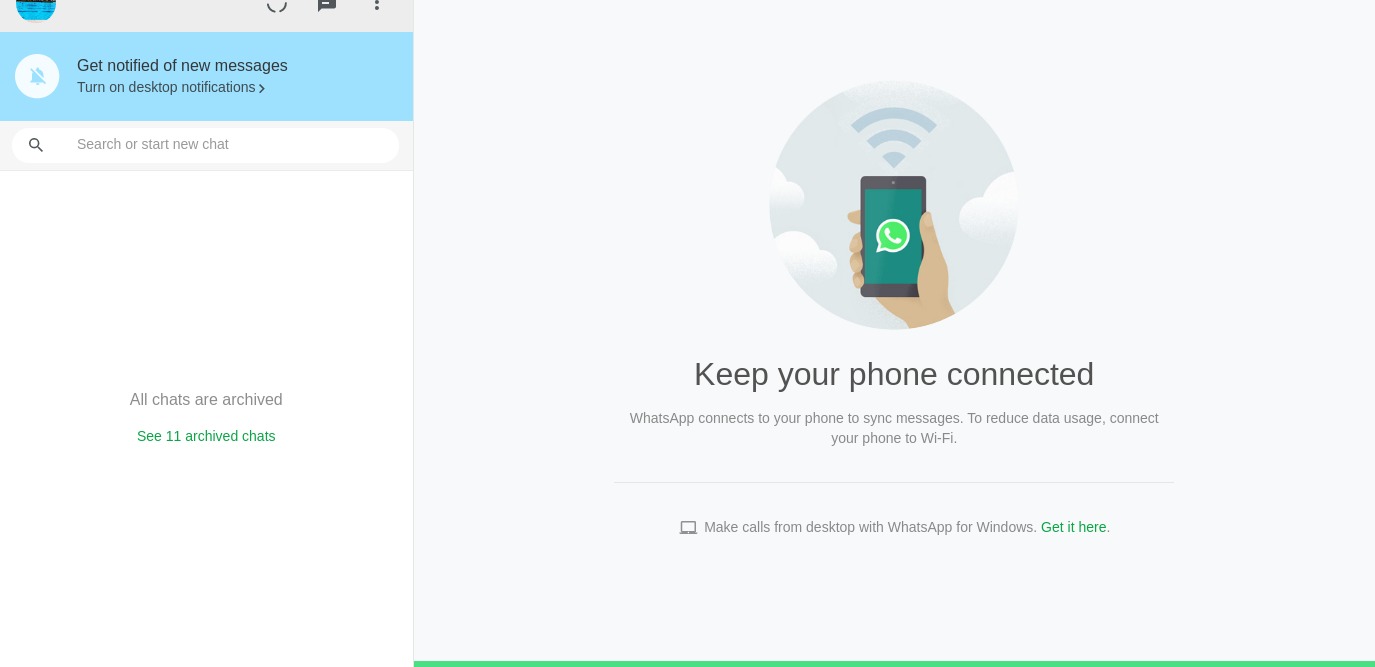 Get notified of new messages
Turn on desktop notifications
Search or start new chat
All chats are archived
See 11 archived chats
Keep your phone connected
WhatsApp connects to your phone to sync messages. To reduce data usage, connect
your phone to Wi-Fi.
Make calls from desktop with WhatsApp for Windows. Get it here.